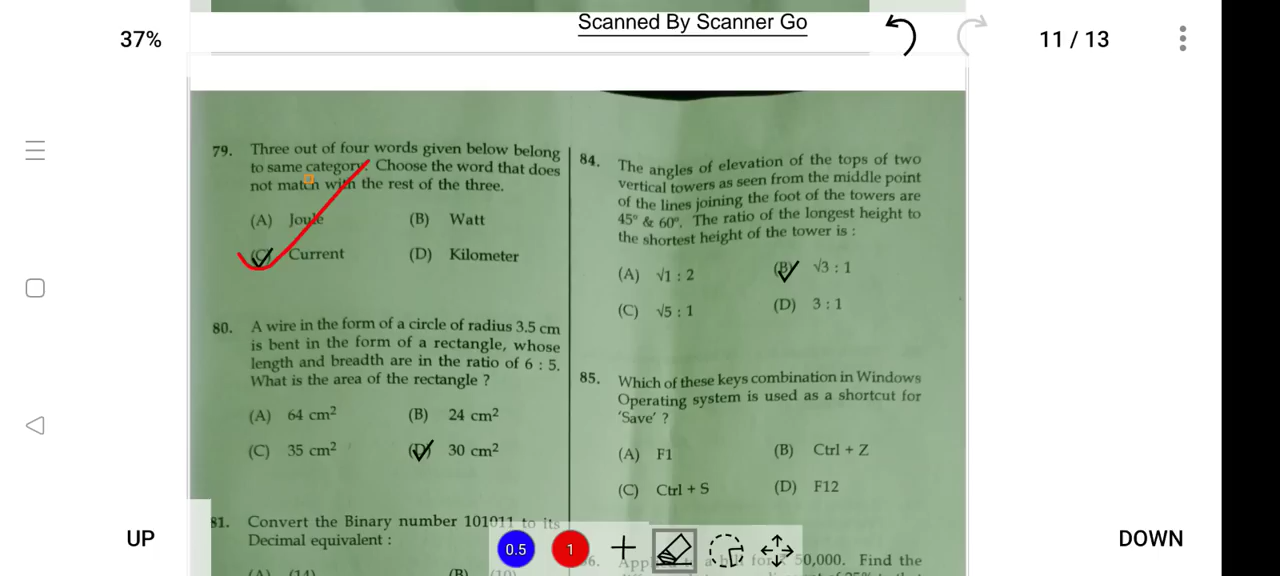 Scanned By Scanner Go
37%
11 / 13
79. Three out of four words given below belong
to same category. Choose the word that does
not match with the rest of the three.
(A) Joule (B) Watt
(C) Current (D) Kilometer
80. A wire in the form of a circle of radius 3.5 cm
is bent in the form of a rectangle, whose
length and breadth are in the ratio of 6 : 5.
What is the area of the rectangle ?
(A) 64 cm² (B) 24 cm²
(C) 35 cm² (D) 30 cm²
81. Convert the Binary number 101011 to its
Decimal equivalent :
(A) (14) (B) (10)
84. The angles of elevation of the tops of two
vertical towers as seen from the middle point
of the lines joining the foot of the towers are
45° & 60°. The ratio of the longest height to
the shortest height of the tower is :
(A) √1 : 2 (B) √3 : 1
(C) √5 : 1 (D) 3 : 1
85. Which of these keys combination in Windows
Operating system is used as a shortcut for
'Save' ?
(A) F1 (B) Ctrl + Z
(C) Ctrl + S (D) F12
50,000. Find the
UP
0.5
1
DOWN